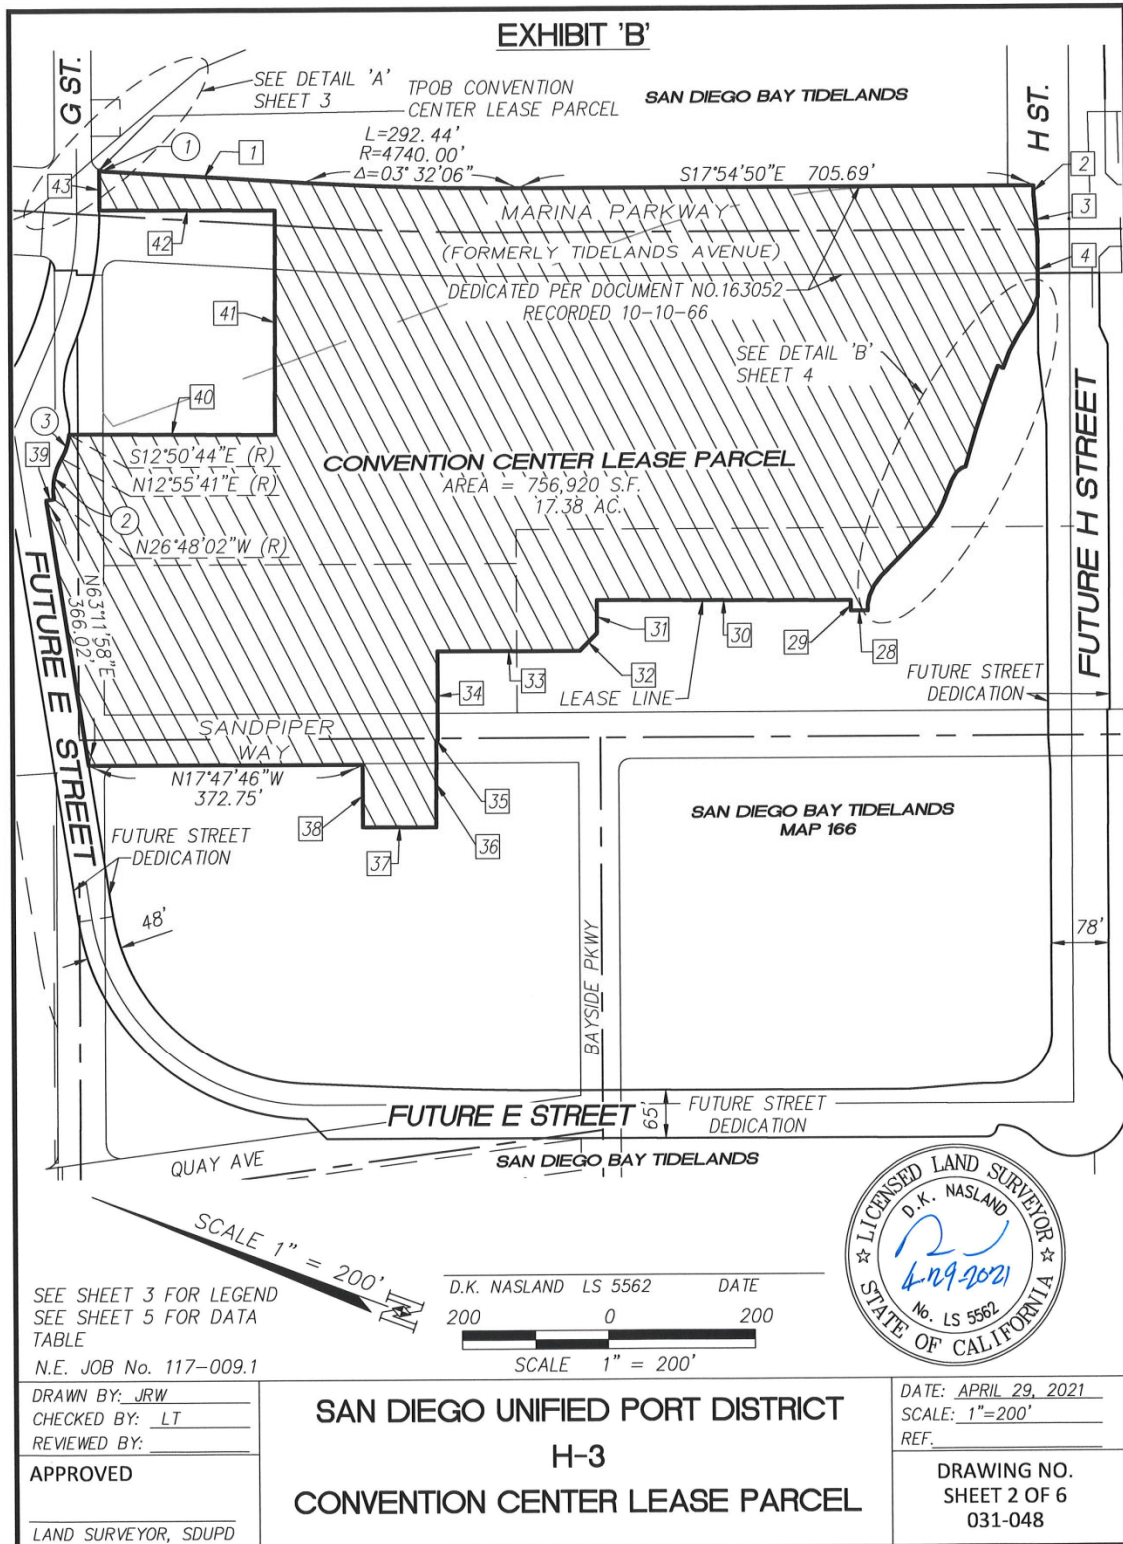 EXHIBIT 'B'
G ST.
SEE DETAIL 'A'
SHEET 3
TPOB CONVENTION
CENTER LEASE PARCEL
SAN DIEGO BAY TIDELANDS
H ST.
1
1
L=292.44'
R=4740.00'
Δ=03°32'06"
S17°54'50"E 705.69'
2
43
3
42
MARINA PARKWAY
(FORMERLY TIDELANDS AVENUE)
4
DEDICATED PER DOCUMENT NO.163052
RECORDED 10-10-66
41
SEE DETAIL 'B'
SHEET 4
40
3
39
S12°50'44"E (R)
N12°55'41"E (R)
2
N26°48'02"W (R)
CONVENTION CENTER LEASE PARCEL
AREA = 756,920 S.F.
17.38 AC.
FUTURE H STREET
FUTURE E STREET
N63°11'58"E
366.02'
31
30
29
28
32
33
34
LEASE LINE
FUTURE STREET
DEDICATION
SANDPIPER
WAY
N17°47'46"W
372.75'
35
36
37
38
SAN DIEGO BAY TIDELANDS
MAP 166
FUTURE STREET
DEDICATION
48'
78'
BAYSIDE PKWY
FUTURE E STREET
65'
FUTURE STREET
DEDICATION
QUAY AVE
SAN DIEGO BAY TIDELANDS
SCALE 1" = 200'
N
LICENSED LAND SURVEYOR
D.K. NASLAND
4-29-2021
No. LS 5562
STATE OF CALIFORNIA
SEE SHEET 3 FOR LEGEND
SEE SHEET 5 FOR DATA
TABLE
N.E. JOB No. 117-009.1
D.K. NASLAND LS 5562 DATE
200 0 200
SCALE 1" = 200'
DRAWN BY: JRW
CHECKED BY: LT
REVIEWED BY:
APPROVED
LAND SURVEYOR, SDUPD
SAN DIEGO UNIFIED PORT DISTRICT
H-3
CONVENTION CENTER LEASE PARCEL
DATE: APRIL 29, 2021
SCALE: 1"=200'
REF.
DRAWING NO.
SHEET 2 OF 6
031-048